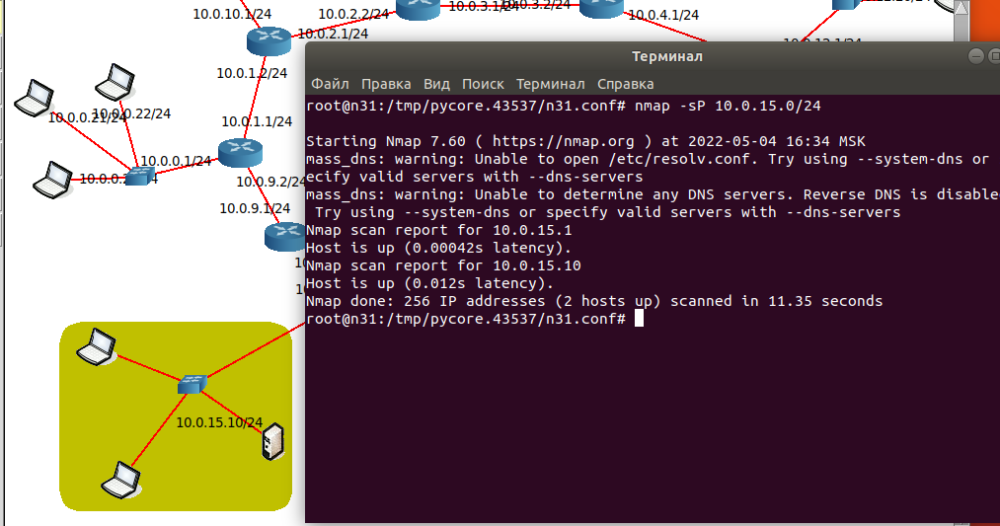 10.0.10.1/24
10.0.2.2/24
10.0.3.1/24
10.0.3.2/24
10.0.4.1/24
10.0.2.1/24
10.0.12.1/24
10.0.1.2/24
10.0.0.21/24
10.0.0.22/24
10.0.1.1/24
10.0.0.1/24
10.0.9.2/24
10.0.9.1/24
10.0.15.10/24
Терминал
Файл Правка Вид Поиск Терминал Справка
root@n31:/tmp/pycore.43537/n31.conf# nmap -sP 10.0.15.0/24
Starting Nmap 7.60 ( https://nmap.org ) at 2022-05-04 16:34 MSK
mass_dns: warning: Unable to open /etc/resolv.conf. Try using --system-dns or
ecify valid servers with --dns-servers
mass_dns: warning: Unable to determine any DNS servers. Reverse DNS is disable
Try using --system-dns or specify valid servers with --dns-servers
Nmap scan report for 10.0.15.1
Host is up (0.00042s latency).
Nmap scan report for 10.0.15.10
Host is up (0.012s latency).
Nmap done: 256 IP addresses (2 hosts up) scanned in 11.35 seconds
root@n31:/tmp/pycore.43537/n31.conf#